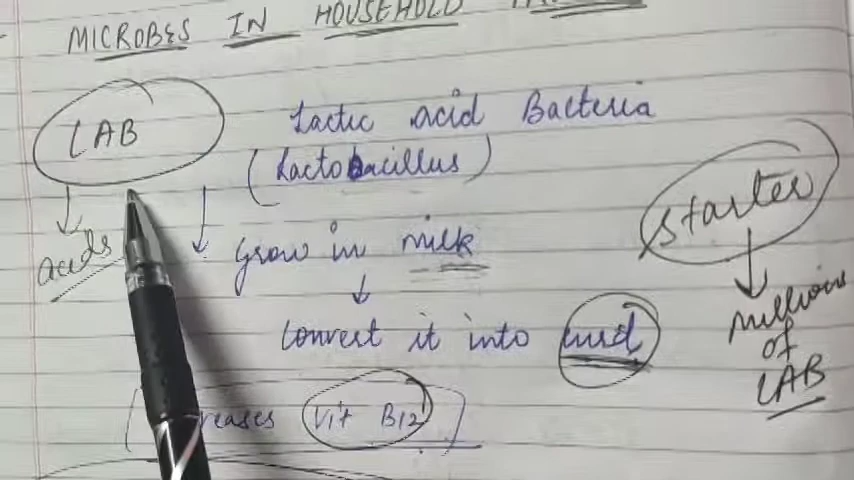 MICROBES IN HOUSEHOLD
LAB
Lactic acid Bacteria
(Lactobacillus)
acids
grow in milk
convert it into curd
reases Vit B12
starter
millions
of
LAB